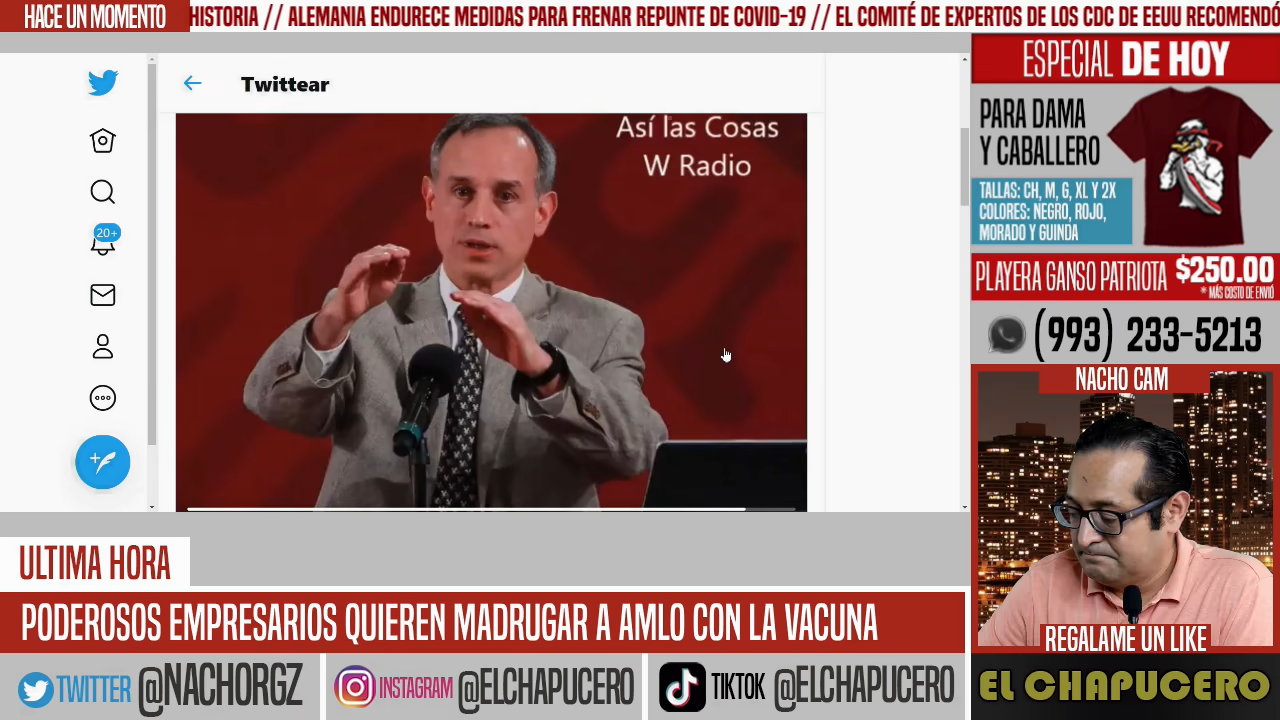 HACE UN MOMENTO
HISTORIA // ALEMANIA ENDURECE MEDIDAS PARA FRENAR REPUNTE DE COVID-19 // EL COMITÉ DE EXPERTOS DE LOS CDC DE EEUU RECOMENDÓ
Twittear
20+
Así las Cosas
W Radio
ESPECIAL DE HOY
PARA DAMA
Y CABALLERO
TALLAS: CH, M, G, XL Y 2X
COLORES: NEGRO, ROJO,
MORADO Y GUINDA
PLAYERA GANSO PATRIOTA $250.00
* MÁS COSTO DE ENVIÓ
(993) 233-5213
NACHO CAM
REGALAME UN LIKE
ULTIMA HORA
PODEROSOS EMPRESARIOS QUIEREN MADRUGAR A AMLO CON LA VACUNA
TWITTER @NACHORGZ
INSTAGRAM @ELCHAPUCERO
TIKTOK @ELCHAPUCERO
EL CHAPUCERO